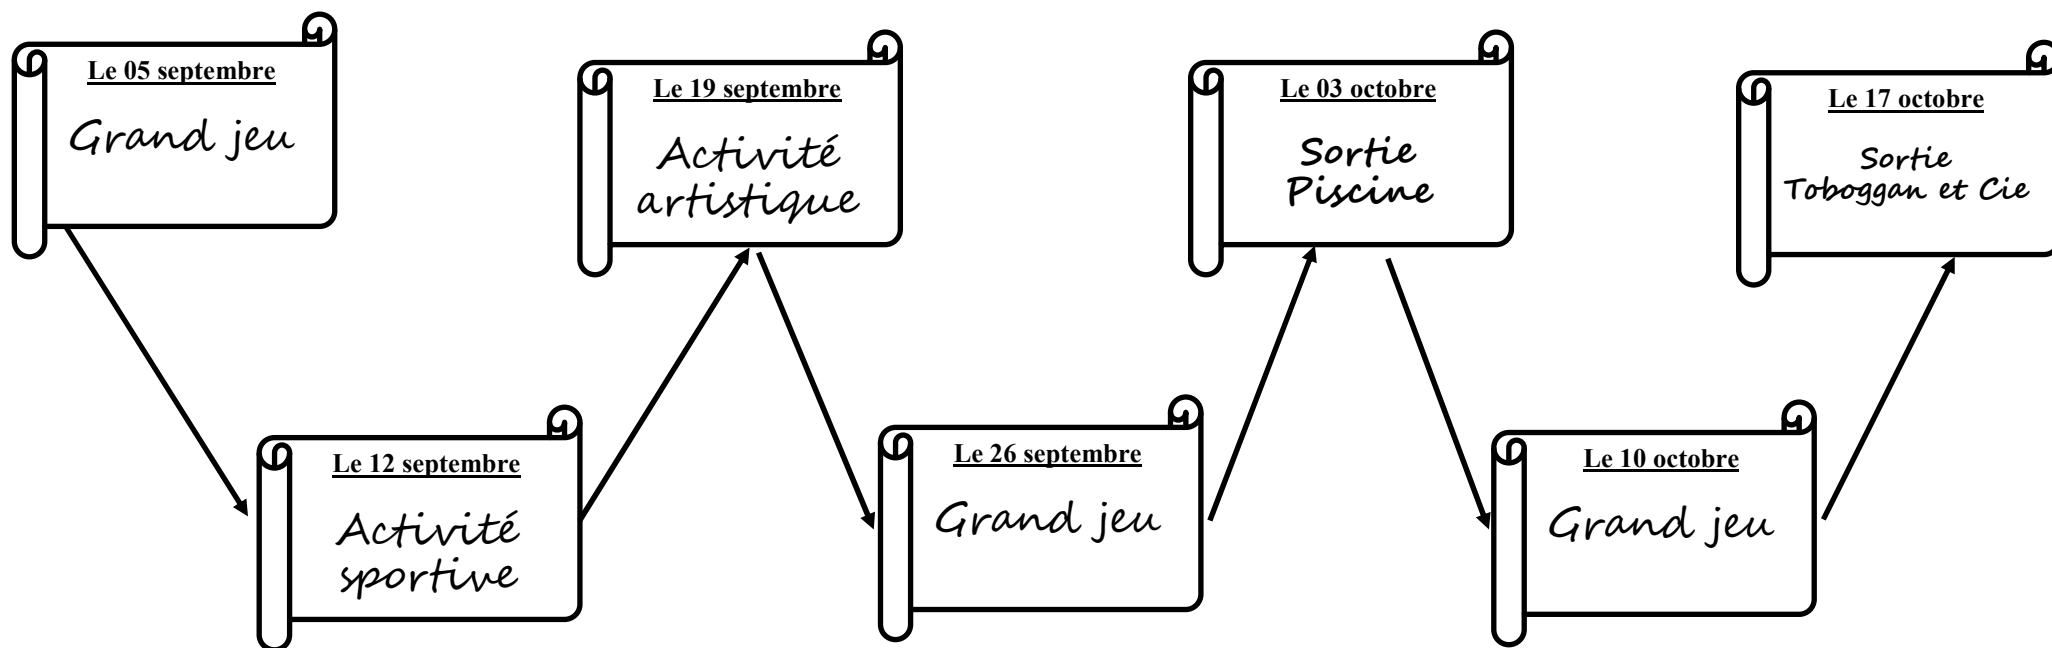 Le 05 septembre
Grand jeu
Le 12 septembre
Activité
sportive
Le 19 septembre
Activité
artistique
Le 26 septembre
Grand jeu
Le 03 octobre
Sortie
Piscine
Le 10 octobre
Grand jeu
Le 17 octobre
Sortie
Toboggan et Cie